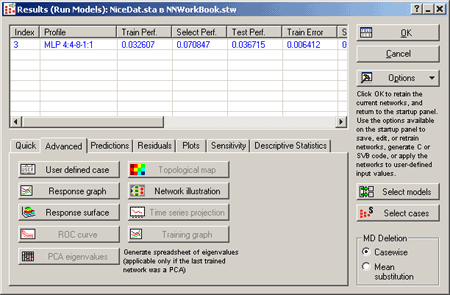 Results (Run Models): NiceDat.sta в NNWorkBook.stw
Index Profile Train Perf. Select Perf. Test Perf. Train Error S
3 MLP 4:4-8-1:1 0.032607 0.070847 0.036715 0.006412 0
OK
Cancel
Options
Click OK to retain the
current networks, and
return to the startup panel.
Use the options available
on the startup panel to
save, edit, or retrain
networks, generate C or
SVB code, or apply the
networks to user-defined
input values.
Quick Advanced Predictions Residuals Plots Sensitivity Descriptive Statistics
User defined case Topological map
Response graph Network illustration
Response surface Time series projection
ROC curve Training graph
PCA eigenvalues Generate spreadsheet of eigenvalues
(applicable only if the last trained
network was a PCA)
Select models
Select cases
MD Deletion
Casewise
Mean
substitution